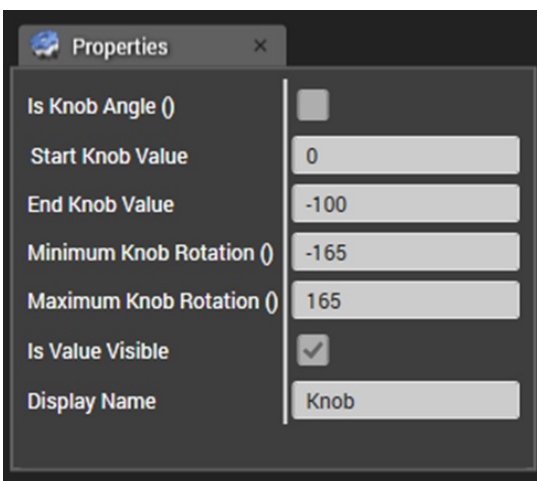 Properties ×
Is Knob Angle ()
Start Knob Value 0
End Knob Value -100
Minimum Knob Rotation () -165
Maximum Knob Rotation () 165
Is Value Visible
Display Name Knob